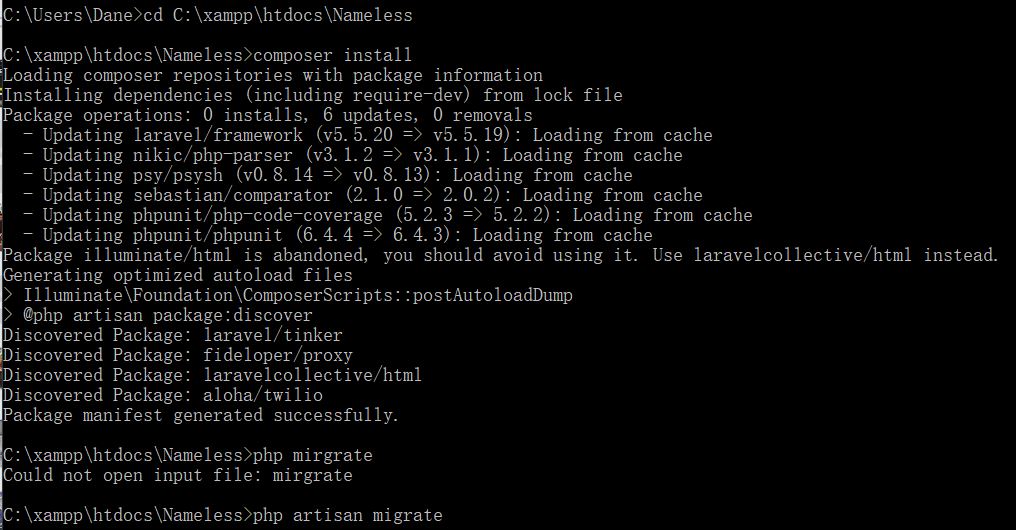 C:\Users\Dane>cd C:\xampp\htdocs\Nameless
C:\xampp\htdocs\Nameless>composer install
Loading composer repositories with package information
Installing dependencies (including require-dev) from lock file
Package operations: 0 installs, 6 updates, 0 removals
  - Updating laravel/framework (v5.5.20 => v5.5.19): Loading from cache
  - Updating nikic/php-parser (v3.1.2 => v3.1.1): Loading from cache
  - Updating psy/psysh (v0.8.14 => v0.8.13): Loading from cache
  - Updating sebastian/comparator (2.1.0 => 2.0.2): Loading from cache
  - Updating phpunit/php-code-coverage (5.2.3 => 5.2.2): Loading from cache
  - Updating phpunit/phpunit (6.4.4 => 6.4.3): Loading from cache
Package illuminate/html is abandoned, you should avoid using it. Use laravelcollective/html instead.
Generating optimized autoload files
> Illuminate\Foundation\ComposerScripts::postAutoloadDump
> @php artisan package:discover
Discovered Package: laravel/tinker
Discovered Package: fideloper/proxy
Discovered Package: laravelcollective/html
Discovered Package: aloha/twilio
Package manifest generated successfully.
C:\xampp\htdocs\Nameless>php mirgrate
Could not open input file: mirgrate
C:\xampp\htdocs\Nameless>php artisan migrate